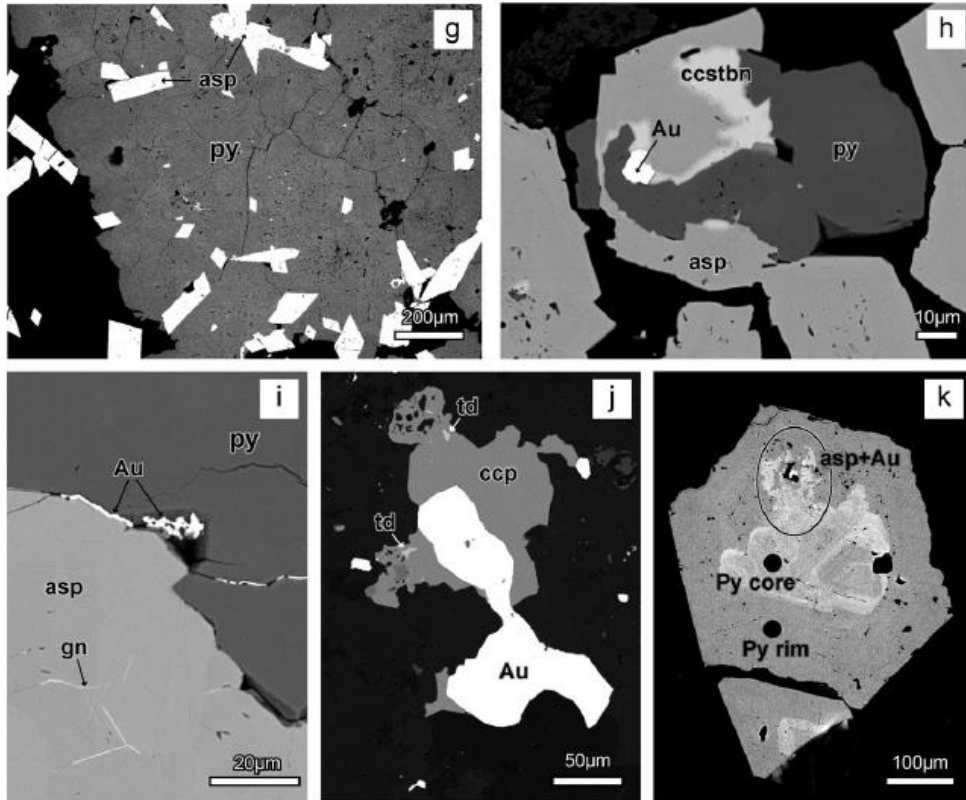 g
asp
py
200µm
h
ccstbn
Au
py
asp
10µm
i
py
Au
asp
gn
20µm
j
td
ccp
td
Au
50µm
k
asp+Au
Py core
Py rim
100µm